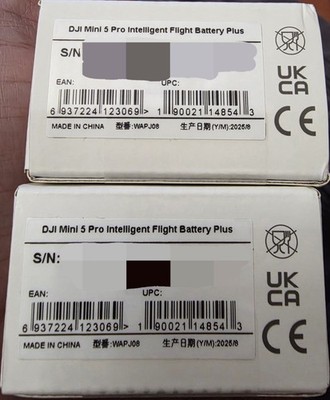 DJI Mini 5 Pro Intelligent Flight Battery Plus
S/N:
EAN: UPC:
6 937224 123069> 1 90021 14854 3
MADE IN CHINA 型番: WAPJ08 生产日期(Y/M): 2025/8
UK
CA
CE
DJI Mini 5 Pro Intelligent Flight Battery Plus
S/N:
EAN: UPC:
6 937224 123069> 1 90021 14854 3
MADE IN CHINA 型番: WAPJ08 生产日期(Y/M): 2025/8
UK
CA
CE